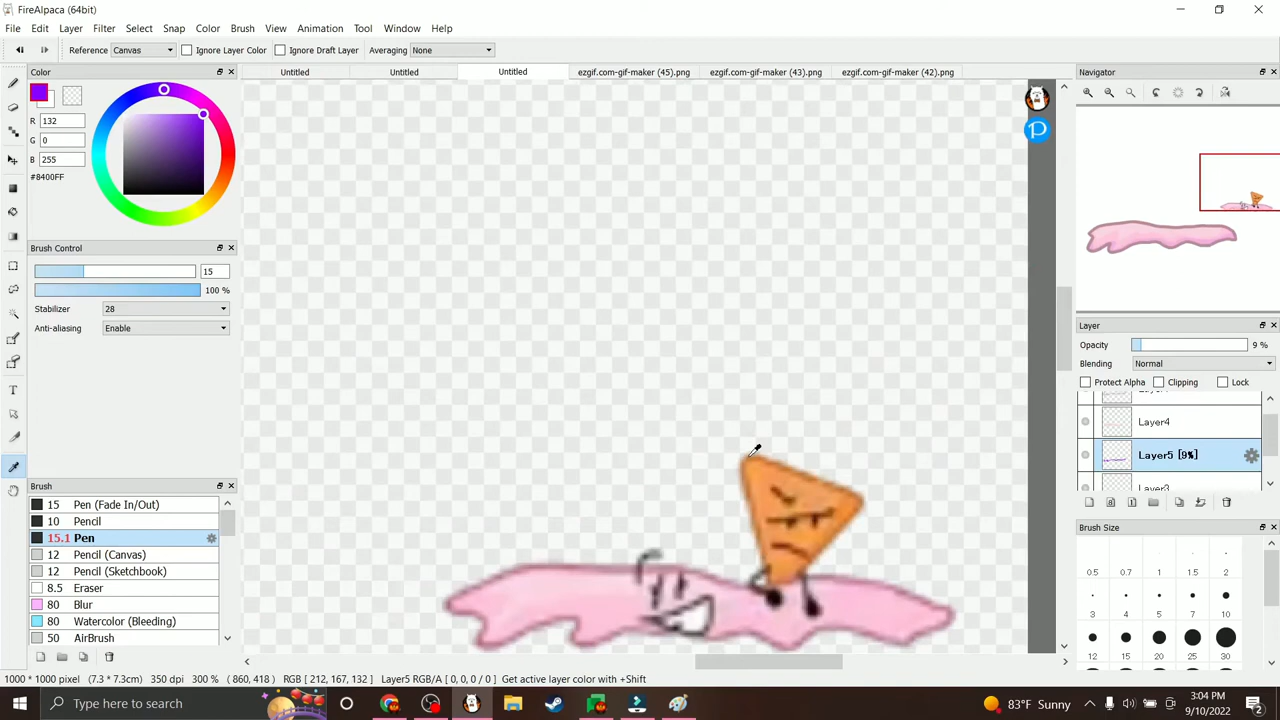 FireAlpaca (64bit)
File Edit Layer Filter Select Snap Color Brush View Animation Tool Window Help
Reference Canvas Ignore Layer Color Ignore Draft Layer Averaging None
Color
R 132
G 0
B 255
#8400FF
Brush Control
15
100 %
Stabilizer 28
Anti-aliasing Enable
Brush
15 Pen (Fade In/Out)
10 Pencil
15.1 Pen
12 Pencil (Canvas)
12 Pencil (Sketchbook)
8.5 Eraser
80 Blur
80 Watercolor (Bleeding)
50 AirBrush
Untitled Untitled Untitled ezgif.com-gif-maker (45).png ezgif.com-gif-maker (43).png ezgif.com-gif-maker (42).png
Navigator
Layer
Opacity 9 %
Blending Normal
Protect Alpha Clipping Lock
Layer4
Layer5 [9%]
Brush Size
0.5 0.7 1 1.5 2
3 4 5 7 10
12 15 20 25 30
1000 * 1000 pixel (7.3 * 7.3cm) 350 dpi 300 % ( 860, 418 ) RGB [ 212, 167, 132 ] Layer5 RGB/A [ 0, 0, 0 / 0 ] Get active layer color with +Shift
Type here to search
83°F Sunny
3:04 PM
9/10/2022
2